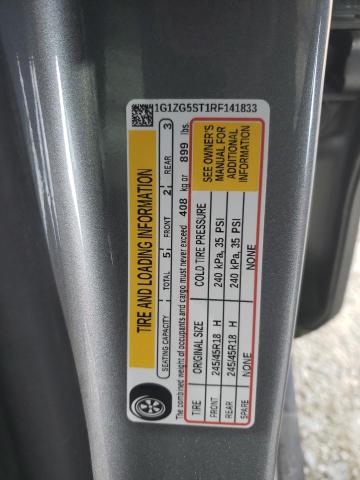 1G1ZG5ST1RF141833
TIRE AND LOADING INFORMATION
SEATING CAPACITY TOTAL 5 FRONT 2 REAR 3
The combined weight of occupants and cargo must never exceed 408 kg or 899 lbs.
TIRE ORIGINAL SIZE COLD TIRE PRESSURE
FRONT 245/45R18 H 240 kPa, 35 PSI
REAR 245/45R18 H 240 kPa, 35 PSI
SPARE NONE NONE
SEE OWNER'S
MANUAL FOR
ADDITIONAL
INFORMATION